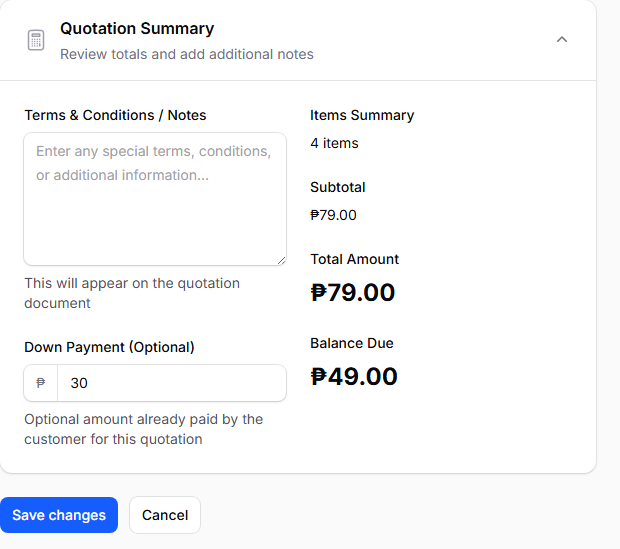 Quotation Summary
Review totals and add additional notes
Terms & Conditions / Notes
Enter any special terms, conditions,
or additional information...
This will appear on the quotation
document
Down Payment (Optional)
₱ 30
Optional amount already paid by the
customer for this quotation
Items Summary
4 items
Subtotal
₱79.00
Total Amount
₱79.00
Balance Due
₱49.00
Save changes
Cancel